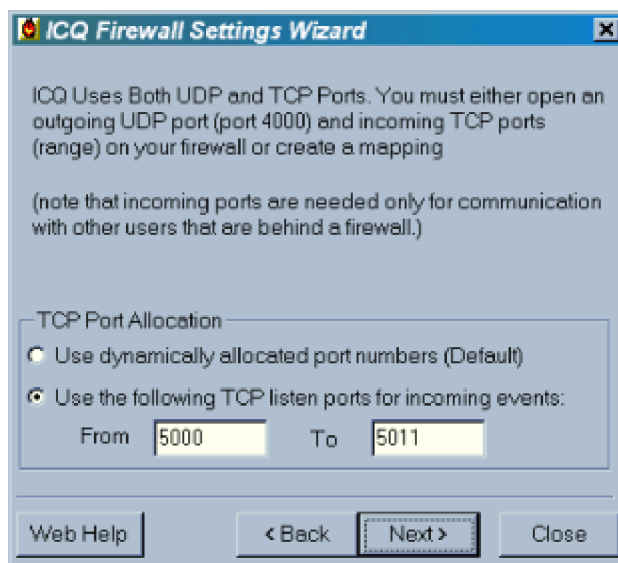 ICQ Firewall Settings Wizard
ICQ Uses Both UDP and TCP Ports. You must either open an
outgoing UDP port (port 4000) and incoming TCP ports
(range) on your firewall or create a mapping
(note that incoming ports are needed only for communication
with other users that are behind a firewall.)
TCP Port Allocation
Use dynamically allocated port numbers (Default)
Use the following TCP listen ports for incoming events:
From 5000 To 5011
Web Help < Back Next > Close